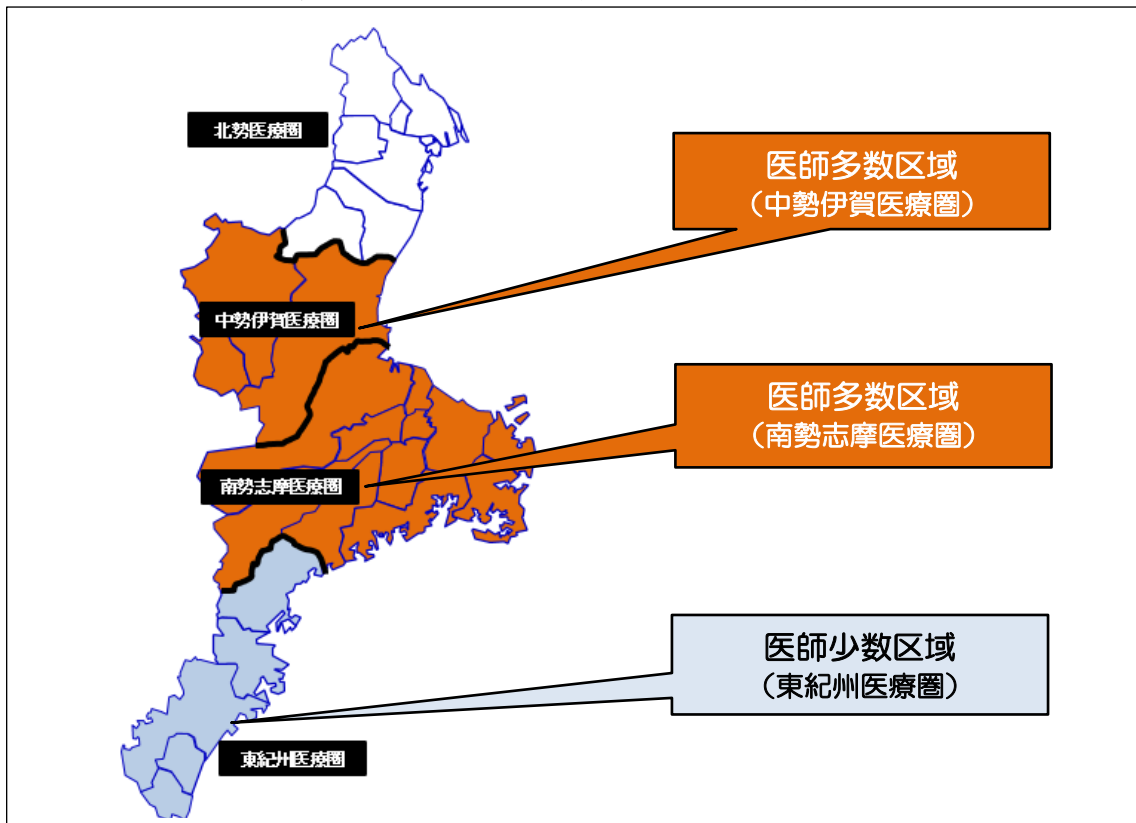 北勢医療圏
医師多数区域
（中勢伊賀医療圏）
中勢伊賀医療圏
医師多数区域
（南勢志摩医療圏）
南勢志摩医療圏
医師少数区域
（東紀州医療圏）
東紀州医療圏